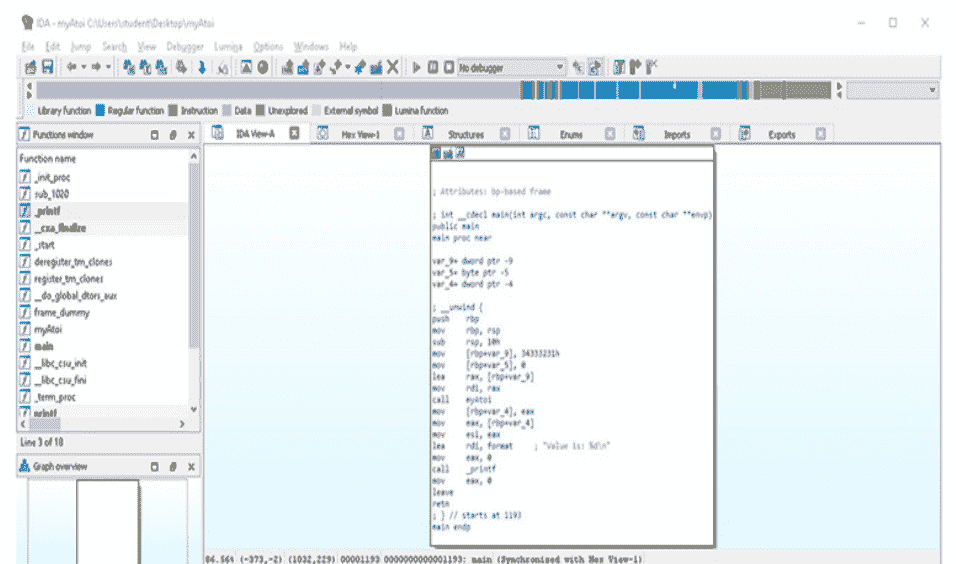 IDA - myAtoi C:\Users\student\Desktop\myAtoi
File Edit Jump Search View Debugger Lumina Options Windows Help
No debugger
Library function Regular function Instruction Data Unexplored External symbol Lumina function
Functions window
IDA View-A Hex View-1 Structures Enums Imports Exports
Function name
_init_proc
sub_1020
_printf
__cxa_finalize
_start
deregister_tm_clones
register_tm_clones
__do_global_dtors_aux
frame_dummy
myAtoi
main
__libc_csu_init
__libc_csu_fini
_term_proc
printf
Line 3 of 18
Graph overview
; Attributes: bp-based frame
; int __cdecl main(int argc, const char **argv, const char **envp)
public main
main proc near
var_9= dword ptr -9
var_5= byte ptr -5
var_4= dword ptr -4
; __unwind {
push rbp
mov rbp, rsp
sub rsp, 10h
mov [rbp+var_9], 34333231h
mov [rbp+var_5], 0
lea rax, [rbp+var_9]
mov rdi, rax
call myAtoi
mov [rbp+var_4], eax
mov eax, [rbp+var_4]
mov esi, eax
lea rdi, format ; "Value is: %d\n"
mov eax, 0
call _printf
mov eax, 0
leave
retn
; } // starts at 1193
main endp
86.56% (-373,-2) (1032,229) 00001193 0000000000001193: main (Synchronized with Hex View-1)